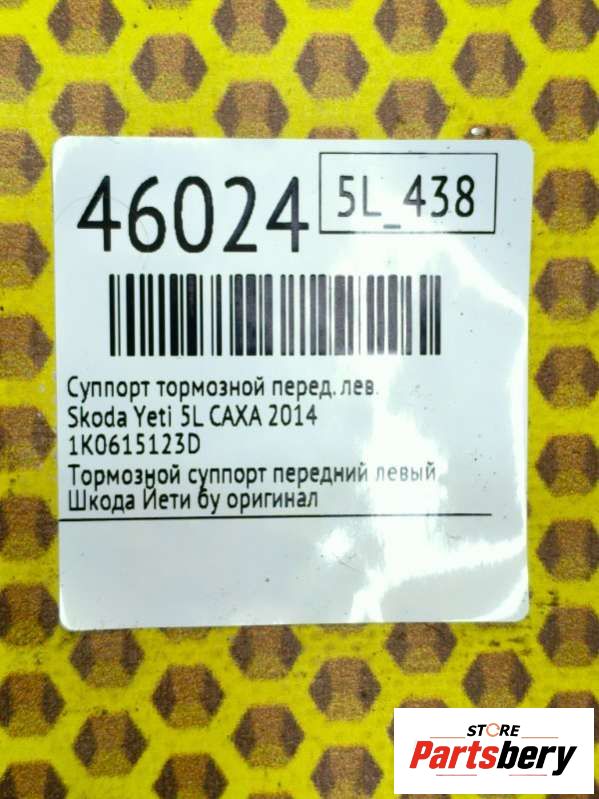 46024
5L_438
Суппорт тормозной перед. лев.
Skoda Yeti 5L CAXA 2014
1K0615123D
Тормозной суппорт передний левый
Шкода Йети бу оригинал
STORE
Partsbery